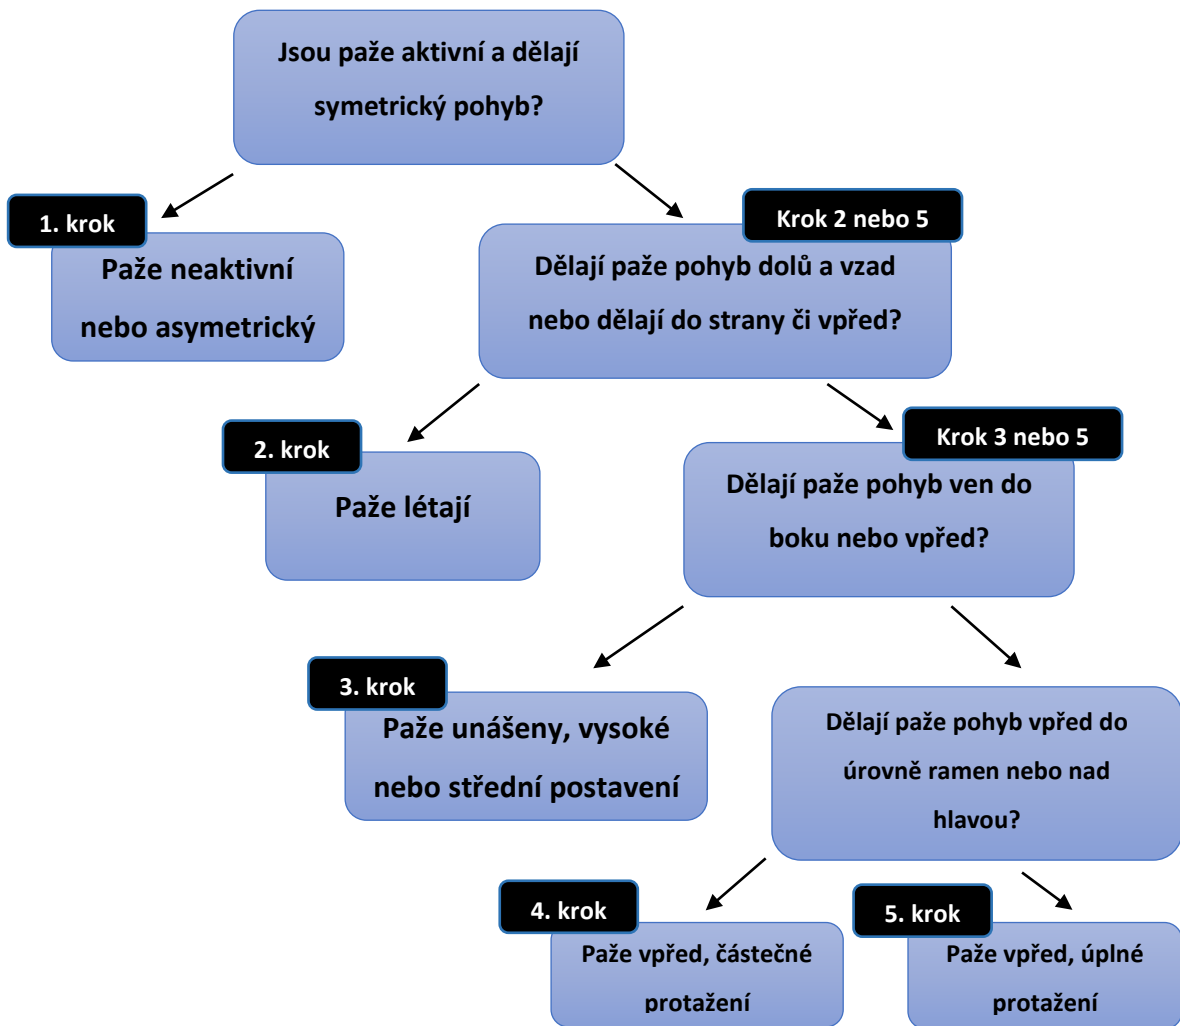 Jsou paže aktivní a dělají
symetrický pohyb?
1. krok
Paže neaktivní
nebo asymetrický
Krok 2 nebo 5
Dělají paže pohyb dolů a vzad
nebo dělají do strany či vpřed?
2. krok
Paže létají
Krok 3 nebo 5
Dělají paže pohyb ven do
boku nebo vpřed?
3. krok
Paže unášeny, vysoké
nebo střední postavení
Dělají paže pohyb vpřed do
úrovně ramen nebo nad
hlavou?
4. krok
Paže vpřed, částečné
protažení
5. krok
Paže vpřed, úplné
protažení